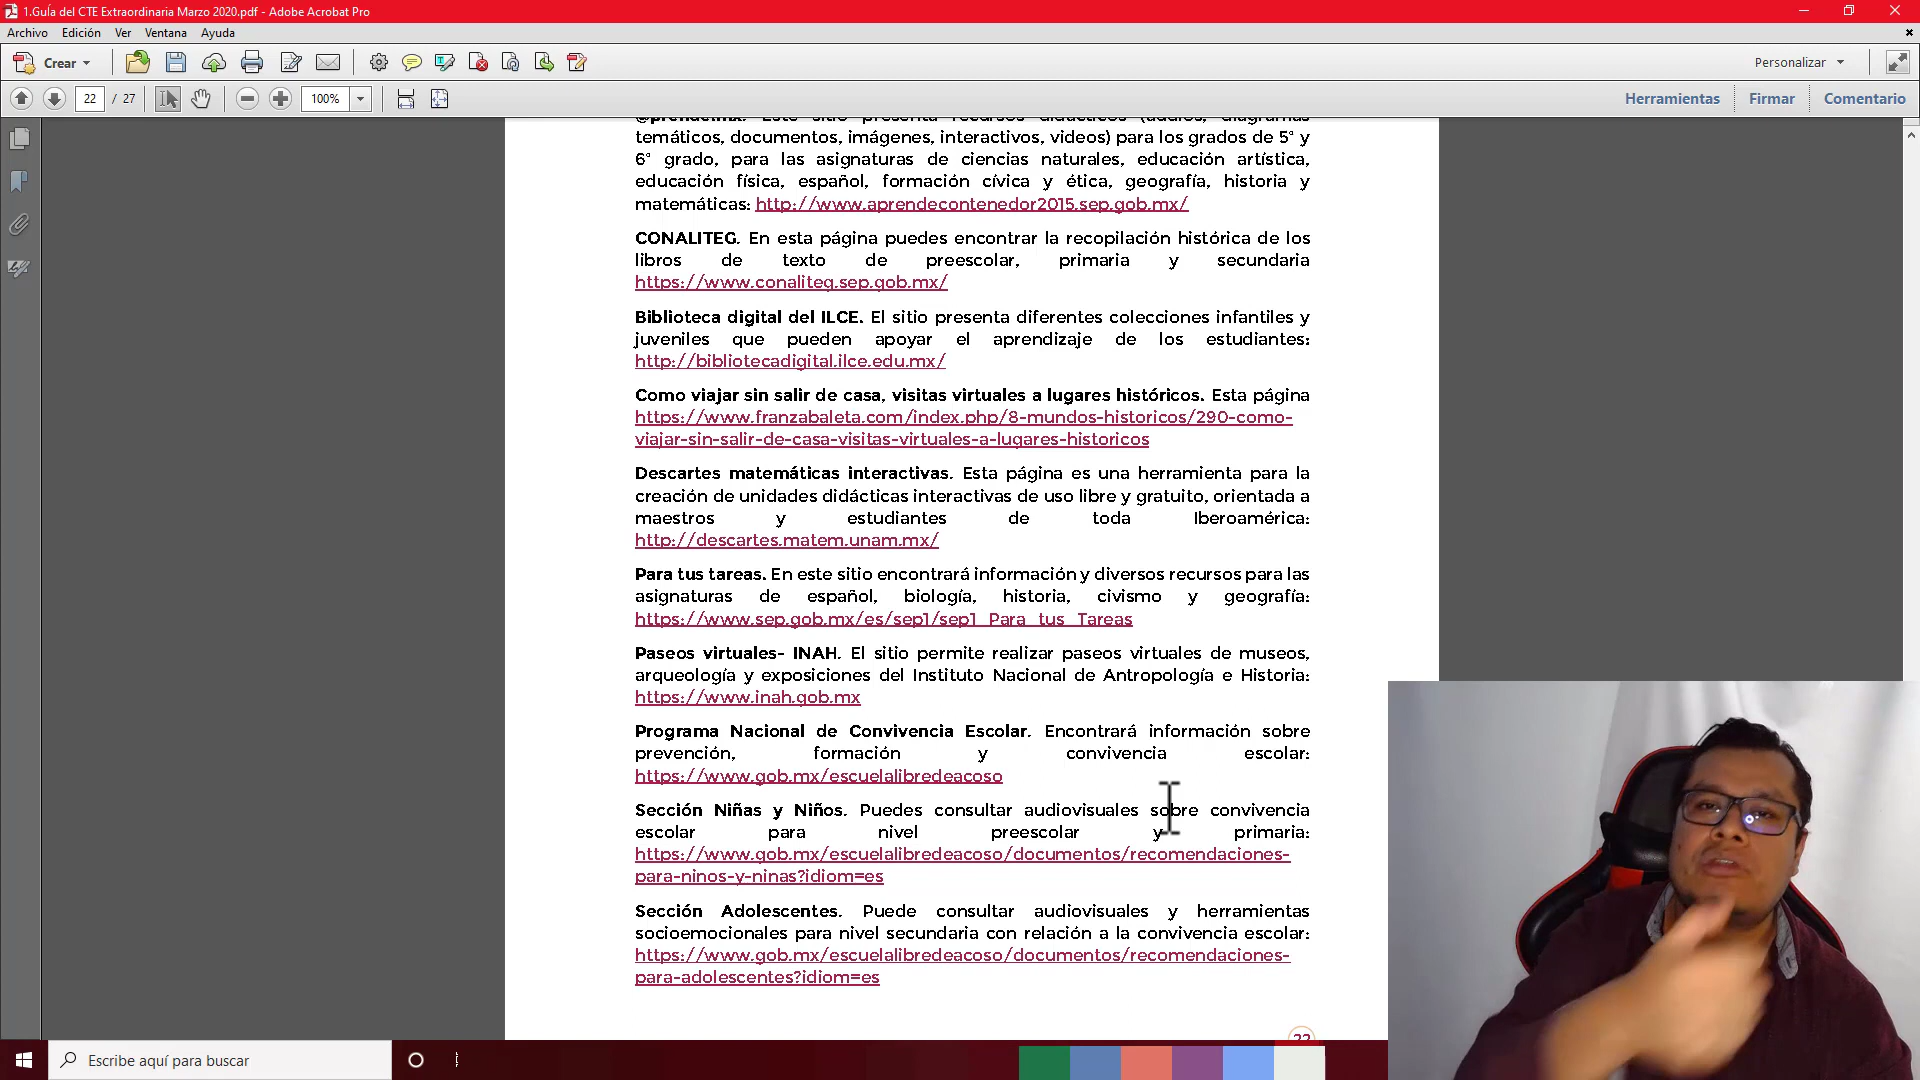 1.GuÍa del CTE Extraordinaria Marzo 2020.pdf - Adobe Acrobat Pro
Archivo Edición Ver Ventana Ayuda
Crear
Personalizar
22 / 27
100%
Herramientas Firmar Comentario
@prende.mx. Este sitio presenta recursos didácticos (audios, diagramas
temáticos, documentos, imágenes, interactivos, videos) para los grados de 5° y
6° grado, para las asignaturas de ciencias naturales, educación artística,
educación física, español, formación cívica y ética, geografía, historia y
matemáticas: http://www.aprendecontenedor2015.sep.gob.mx/
CONALITEG. En esta página puedes encontrar la recopilación histórica de los
libros de texto de preescolar, primaria y secundaria
https://www.conaliteg.sep.gob.mx/
Biblioteca digital del ILCE. El sitio presenta diferentes colecciones infantiles y
juveniles que pueden apoyar el aprendizaje de los estudiantes:
http://bibliotecadigital.ilce.edu.mx/
Como viajar sin salir de casa, visitas virtuales a lugares históricos. Esta página
https://www.franzabaleta.com/index.php/8-mundos-historicos/290-como-
viajar-sin-salir-de-casa-visitas-virtuales-a-lugares-historicos
Descartes matemáticas interactivas. Esta página es una herramienta para la
creación de unidades didácticas interactivas de uso libre y gratuito, orientada a
maestros y estudiantes de toda Iberoamérica:
http://descartes.matem.unam.mx/
Para tus tareas. En este sitio encontrará información y diversos recursos para las
asignaturas de español, biología, historia, civismo y geografía:
https://www.sep.gob.mx/es/sep1/sep1_Para_tus_Tareas
Paseos virtuales- INAH. El sitio permite realizar paseos virtuales de museos,
arqueología y exposiciones del Instituto Nacional de Antropología e Historia:
https://www.inah.gob.mx
Programa Nacional de Convivencia Escolar. Encontrará información sobre
prevención, formación y convivencia escolar:
https://www.gob.mx/escuelalibredeacoso
Sección Niñas y Niños. Puedes consultar audiovisuales sobre convivencia
escolar para nivel preescolar y primaria:
https://www.gob.mx/escuelalibredeacoso/documentos/recomendaciones-
para-ninos-y-ninas?idiom=es
Sección Adolescentes. Puede consultar audiovisuales y herramientas
socioemocionales para nivel secundaria con relación a la convivencia escolar:
https://www.gob.mx/escuelalibredeacoso/documentos/recomendaciones-
para-adolescentes?idiom=es
22
Escribe aquí para buscar